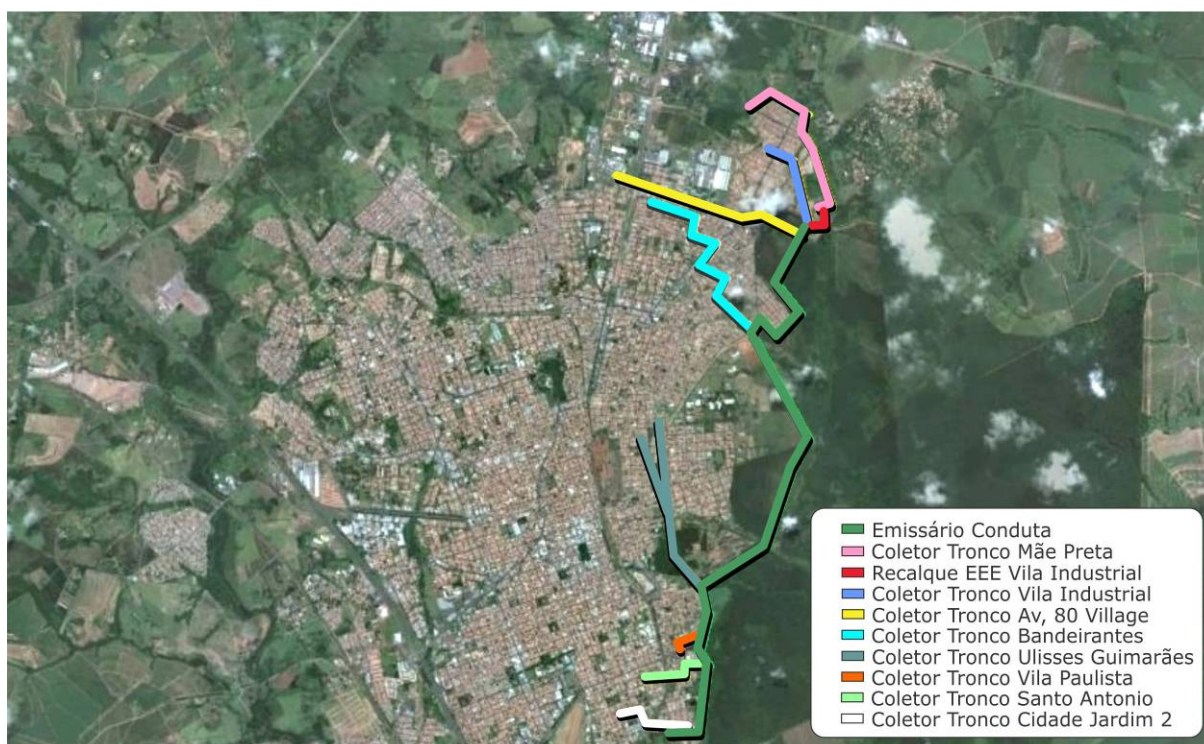 Emissário Conduta
Coletor Tronco Mãe Preta
Recalque EEE Vila Industrial
Coletor Tronco Vila Industrial
Coletor Tronco Av, 80 Village
Coletor Tronco Bandeirantes
Coletor Tronco Ulisses Guimarães
Coletor Tronco Vila Paulista
Coletor Tronco Santo Antonio
Coletor Tronco Cidade Jardim 2